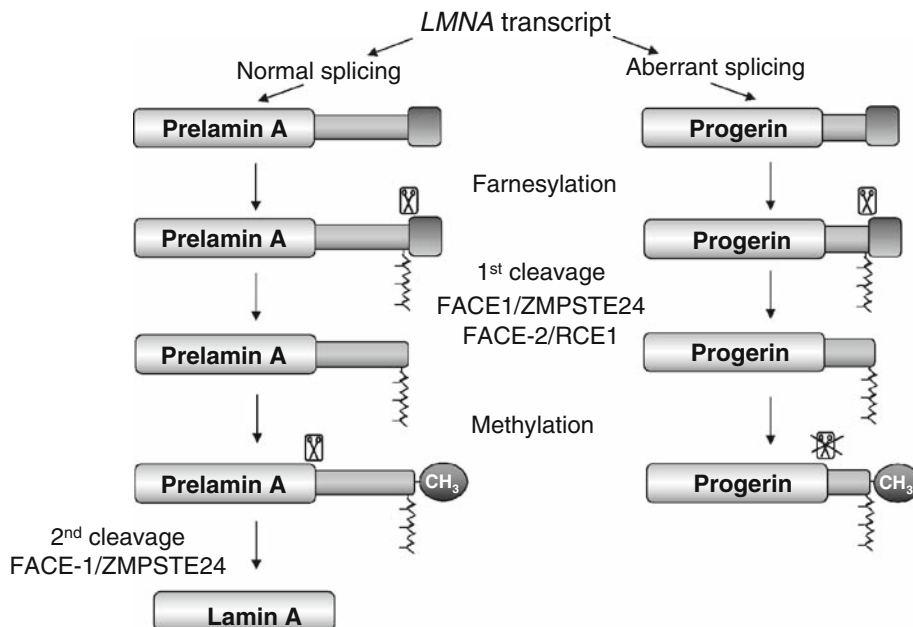 LMNA transcript
Normal splicing
Aberrant splicing
Prelamin A
Progerin
Farnesylation
Prelamin A
Progerin
1st cleavage
FACE1/ZMPSTE24
FACE-2/RCE1
Prelamin A
Progerin
Methylation
Prelamin A
CH3
Progerin
CH3
2nd cleavage
FACE-1/ZMPSTE24
Lamin A